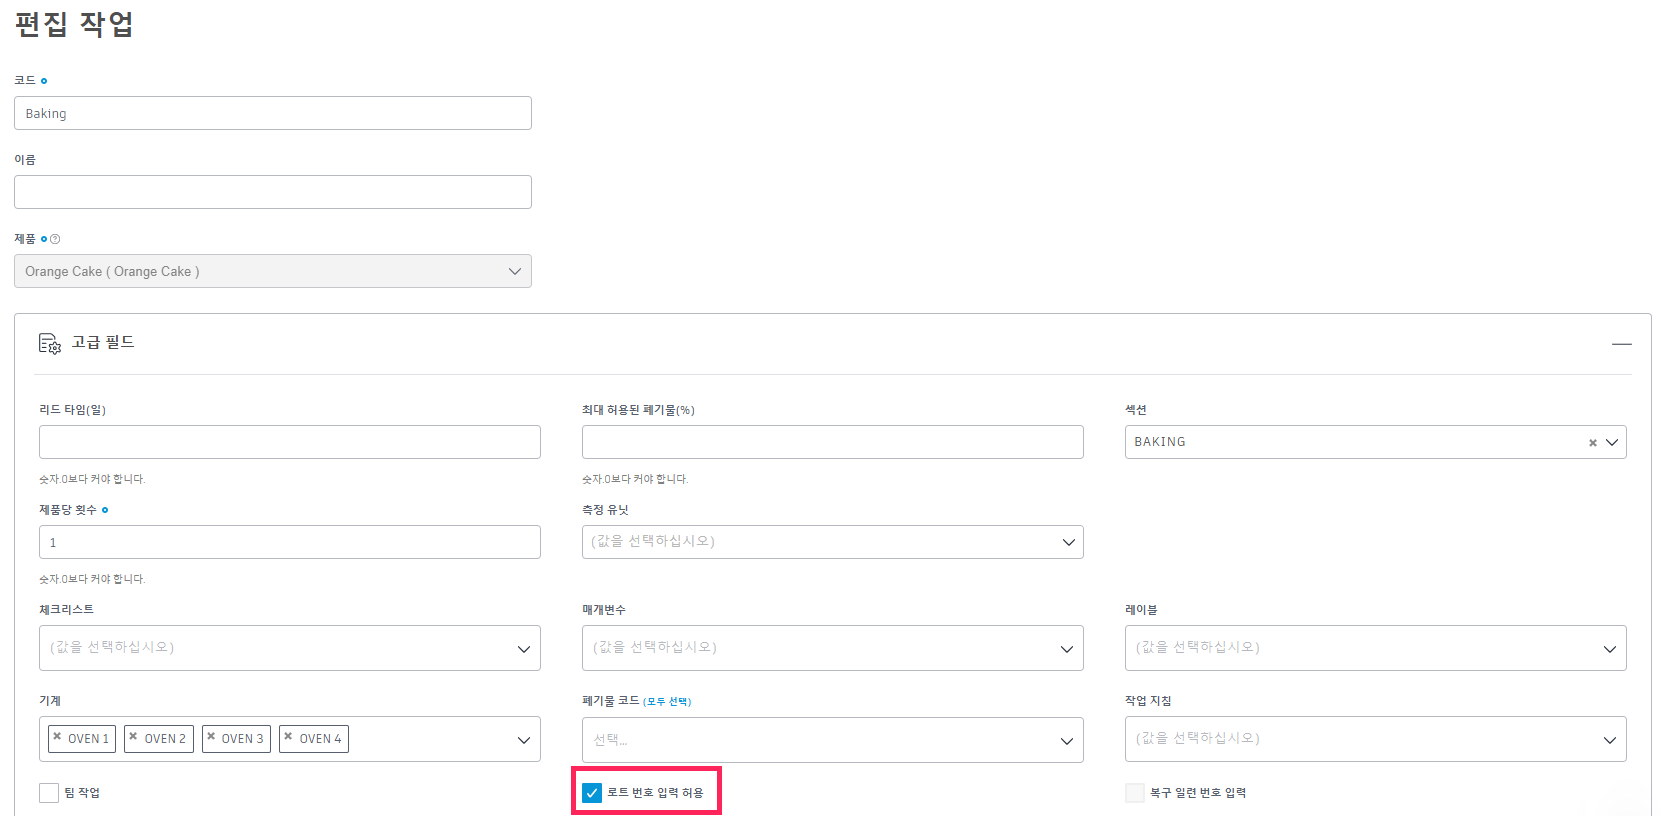 편집 작업
코드
Baking
이름
제품
Orange Cake ( Orange Cake )
고급 필드
리드 타임(일)
최대 허용된 폐기물(%)
섹션
BAKING
숫자.0보다 커야 합니다.
숫자.0보다 커야 합니다.
제품당 횟수
측정 유닛
1
(값을 선택하십시오)
숫자.0보다 커야 합니다.
체크리스트
매개변수
레이블
(값을 선택하십시오)
(값을 선택하십시오)
(값을 선택하십시오)
기계
폐기물 코드 (모두 선택)
작업 지침
OVEN 1
OVEN 2
OVEN 3
OVEN 4
선택...
(값을 선택하십시오)
팀 작업
로트 번호 입력 허용
복구 일련 번호 입력